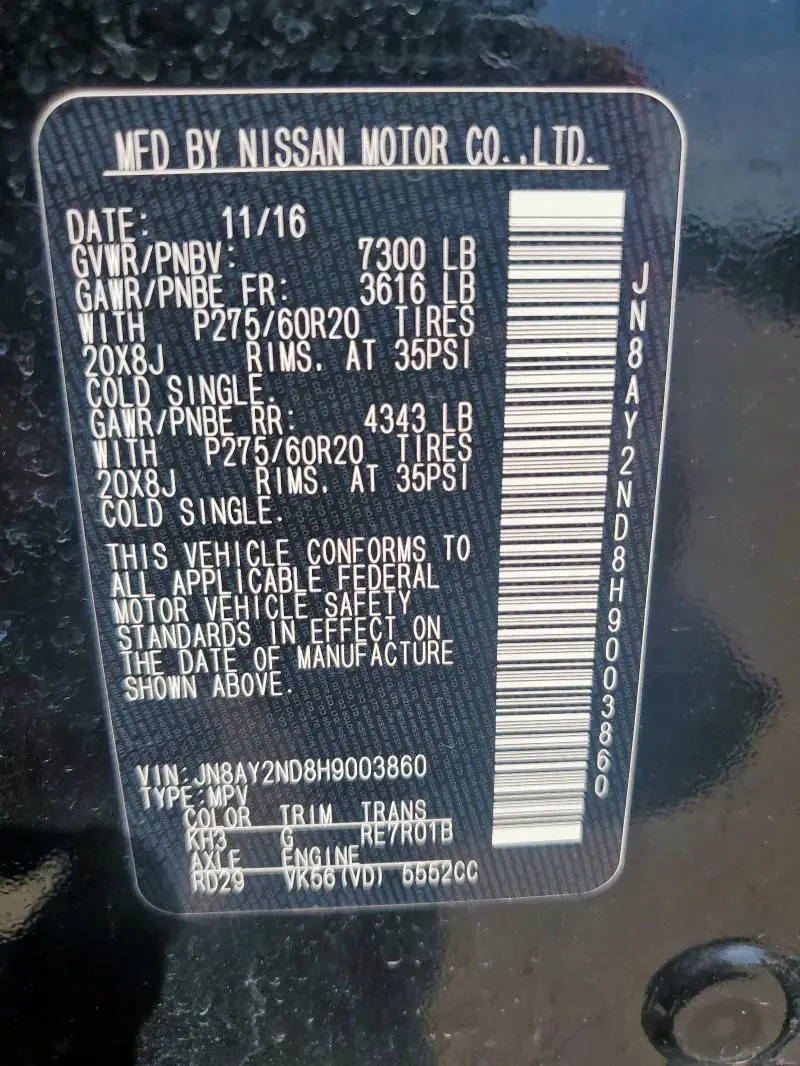 MFD BY NISSAN MOTOR CO.,LTD.
DATE: 11/16
GVWR/PNBV: 7300 LB
GAWR/PNBE FR: 3616 LB
WITH P275/60R20 TIRES
20X8J RIMS. AT 35PSI
COLD SINGLE.
GAWR/PNBE RR: 4343 LB
WITH P275/60R20 TIRES
20X8J RIMS. AT 35PSI
COLD SINGLE.
THIS VEHICLE CONFORMS TO
ALL APPLICABLE FEDERAL
MOTOR VEHICLE SAFETY
STANDARDS IN EFFECT ON
THE DATE OF MANUFACTURE
SHOWN ABOVE.
VIN:JN8AY2ND8H9003860
TYPE:MPV
COLOR TRIM TRANS
KH3 G RE7R01B
AXLE ENGINE
RD29 VK56(VD) 5552CC
JN8AY2ND8H9003860